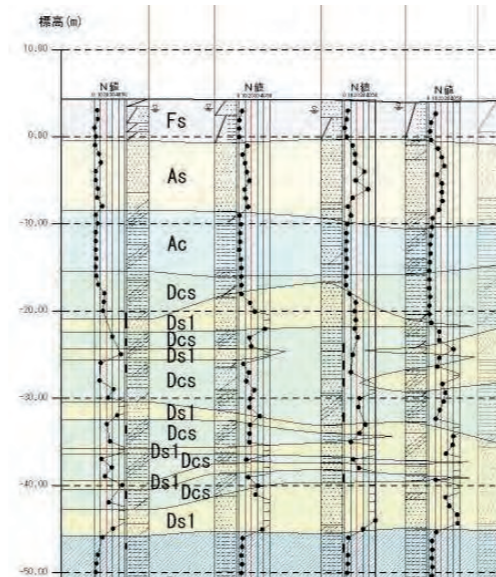 標高(m)
10.00
N値 N値 N値 N値
Fs
0.00
As
-10.00
Ac
Dcs
-20.00
Ds1
Dcs
Ds1
Dcs
-30.00
Ds1
Dcs
Ds1
Dcs
-40.00
Ds1
Dcs
Ds1
-50.00